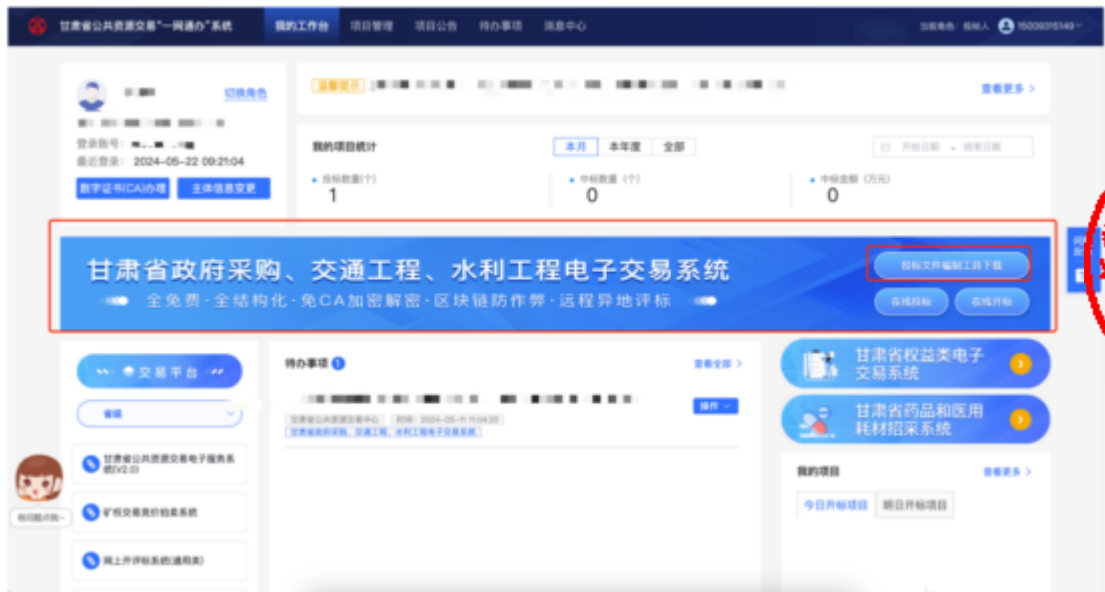 甘肃省公共资源交易“一网通办”系统 我的工作台 项目管理 项目公告 待办事项 消息中心 当前角色：投标人 15009315149
切换角色
温馨提示
查看更多 >
登录账号：
最近登录： 2024-05-22 09:21:04
数字证书(CA)办理 主体信息变更
我的项目统计 本月 本年度 全部 开始日期 - 结束日期
投标数量(个) 中标数量（个） 中标金额（万元）
1 0 0
甘肃省政府采购、交通工程、水利工程电子交易系统
全免费·全结构化·免CA加密解密·区块链防作弊·远程异地评标
投标文件编制工具下载
在线投标 在线开标
交易平台
省级
甘肃省公共资源交易电子服务系
统(V2.0)
矿权交易竞价拍卖系统
网上开评标系统(通用类)
有问题点我~
待办事项 1 查看全部 >
操作
甘肃省公共资源交易中心 时间：2024-05-11 11:04:20
甘肃省政府采购、交通工程、水利工程电子交易系统
甘肃省权益类电子
交易系统
甘肃省药品和医用
耗材招采系统
我的项目 查看更多 >
今日开标项目 明日开标项目